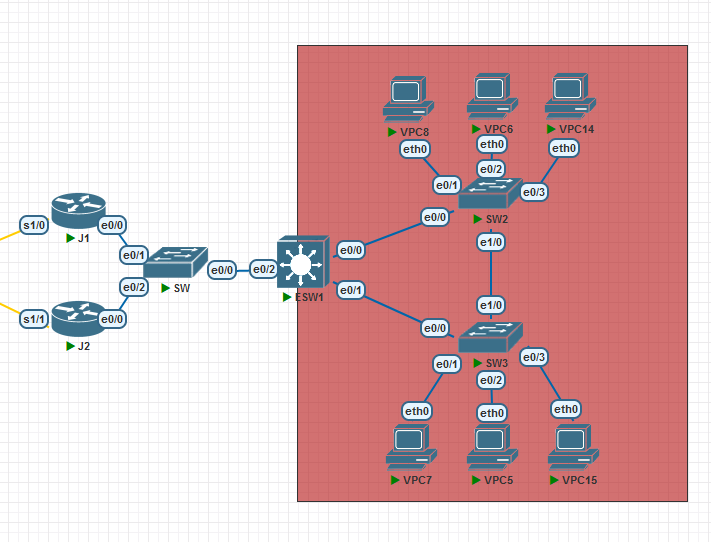 VPC8
VPC6
VPC14
eth0
eth0
eth0
e0/1
e0/2
e0/3
SW2
e0/0
e1/0
s1/0
e0/0
J1
e0/1
SW
e0/0
e0/2
e0/2
ESW1
e0/0
e0/1
s1/1
e0/0
J2
e1/0
e0/0
SW3
e0/1
e0/2
e0/3
eth0
eth0
eth0
VPC7
VPC5
VPC15